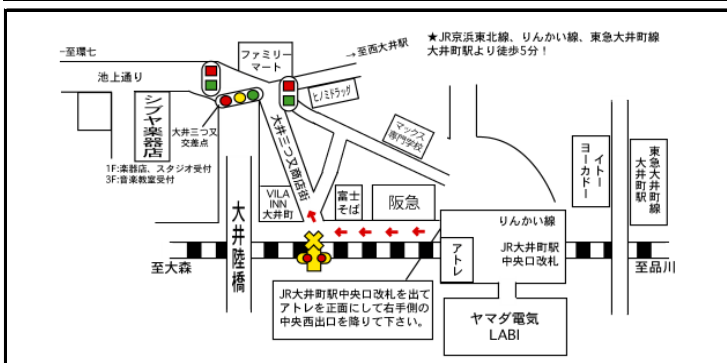 ★JR京浜東北線、りんかい線、東急大井町線
大井町駅より徒歩5分！
ー至環七
池上通り
ファミリー
マート
→至西大井駅
ヒノミドラッグ
シブヤ楽器店
大井三つ又
交差点
1F:楽器店、スタジオ受付
3F:音楽教室受付
大井三つ又商店街
マックス
専門学校
イトー
ヨーカドー
東急大井町線
大井町駅
VILA
INN
大井町
富士
そば
阪急
りんかい線
大井陸橋
アトレ
JR大井町駅
中央口改札
至大森
至品川
JR大井町駅中央口改札を出て
アトレを正面にして右手側の
中央西出口を降りて下さい。
ヤマダ電気
LABI